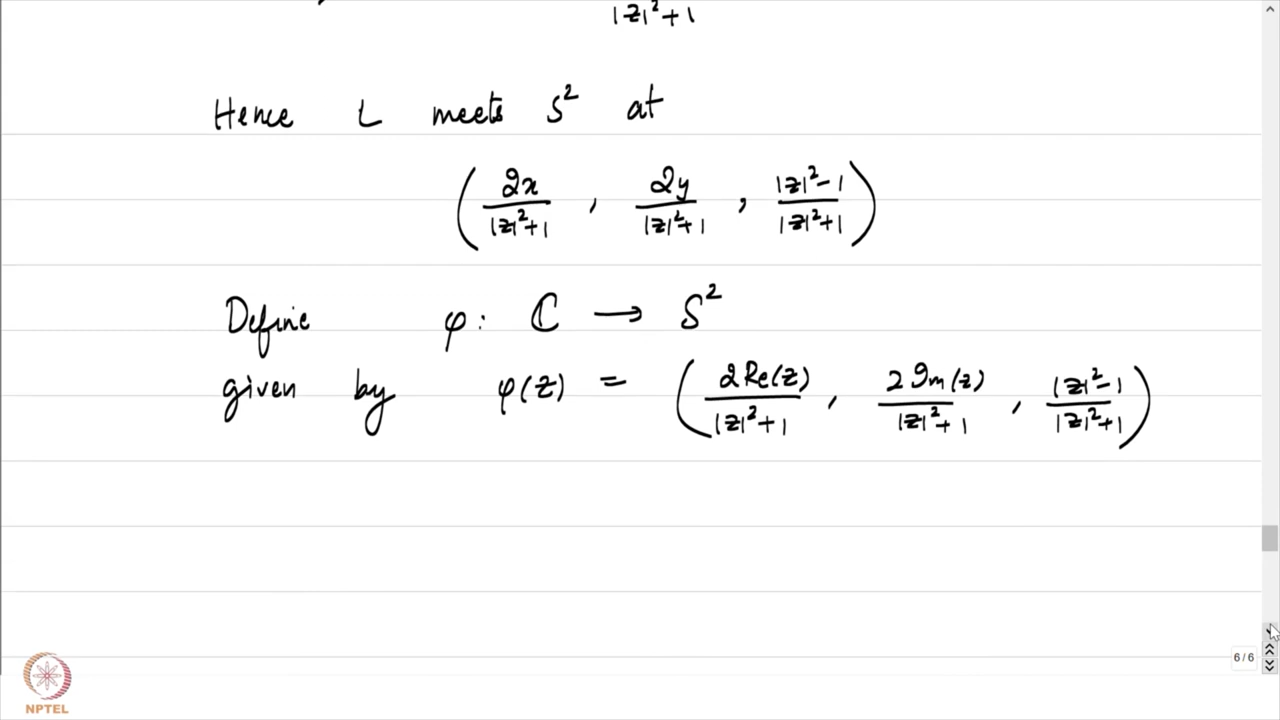 |z|²+1
Hence L meets S² at
( 2x / |z|²+1 , 2y / |z|²+1 , |z|²-1 / |z|²+1 )
Define φ: ℂ → S²
given by φ(z) = ( 2Re(z) / |z|²+1 , 2Im(z) / |z|²+1 , |z|²-1 / |z|²+1 )
6/6
NPTEL